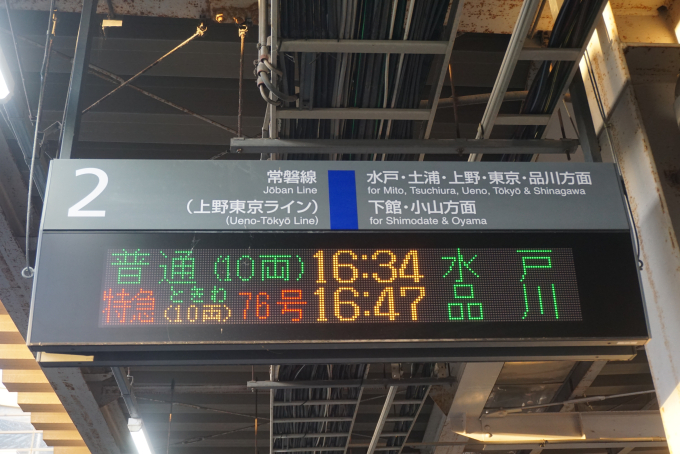 2
常磐線
Jōban Line
(上野東京ライン)
(Ueno-Tōkyō Line)
水戸・土浦・上野・東京・品川方面
for Mito, Tsuchiura, Ueno, Tōkyō & Shinagawa
下館・小山方面
for Shimodate & Oyama
普通(10両) 16:34 水戸
特急ときわ(10両) 76号 16:47 品川